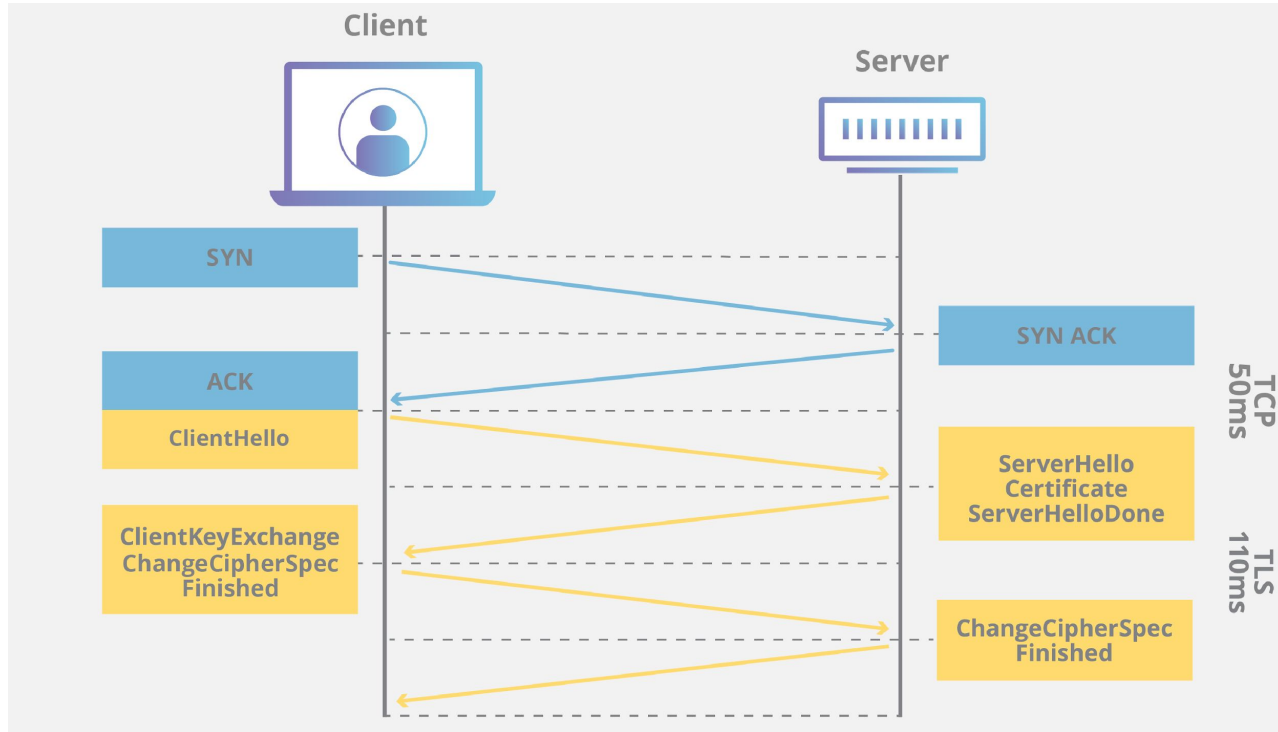 Client
Server
SYN
SYN ACK
ACK
ClientHello
TCP
50ms
ServerHello
Certificate
ServerHelloDone
ClientKeyExchange
ChangeCipherSpec
Finished
TLS
110ms
ChangeCipherSpec
Finished